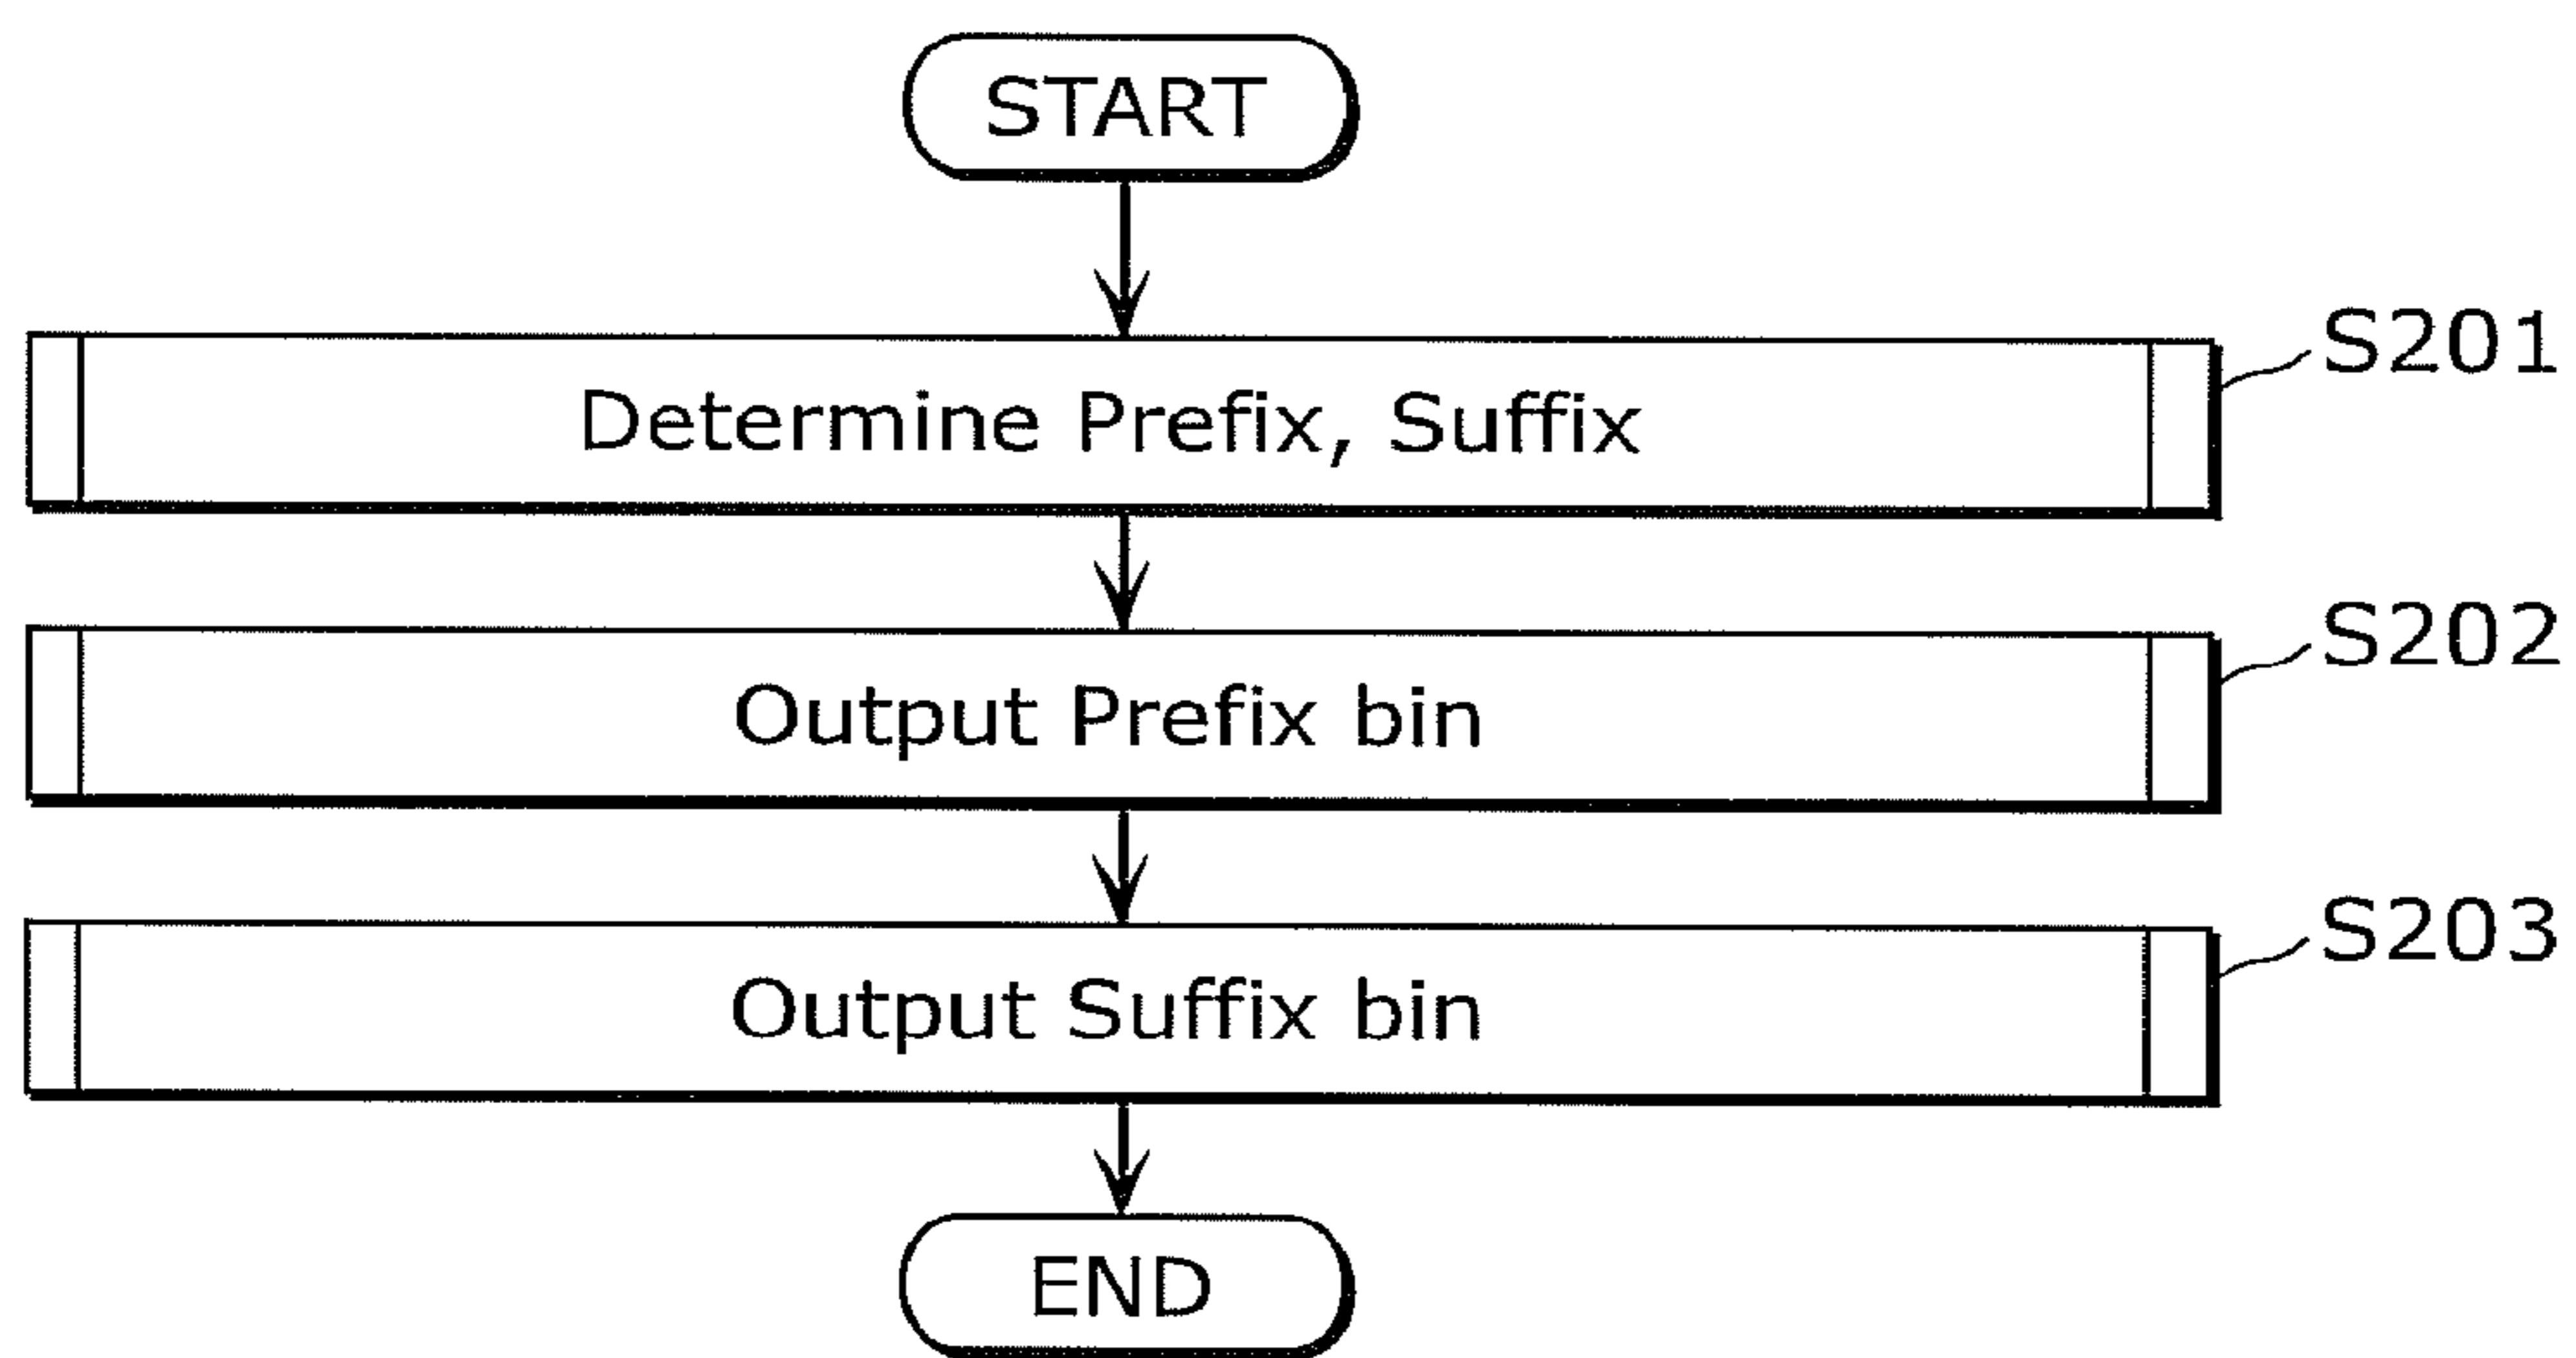 START
Determine Prefix, Suffix
S201
Output Prefix bin
S202
Output Suffix bin
S203
END